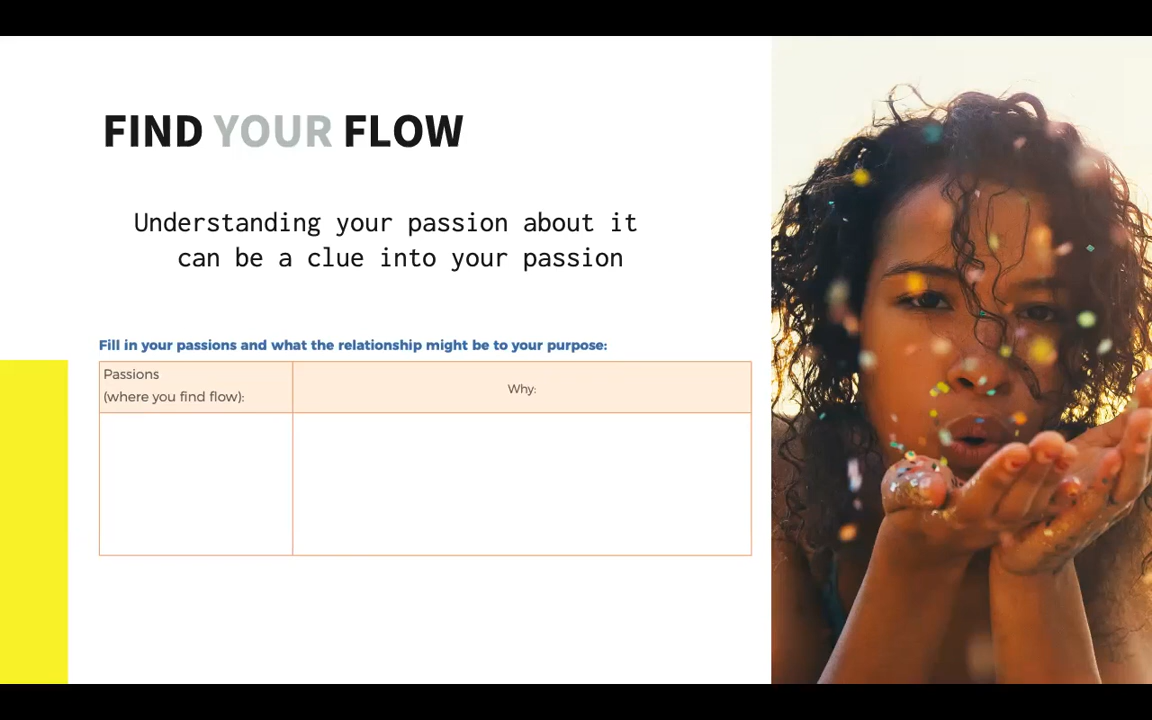 FIND YOUR FLOW
Understanding your passion about it
can be a clue into your passion
Fill in your passions and what the relationship might be to your purpose:
Passions
(where you find flow):
Why: